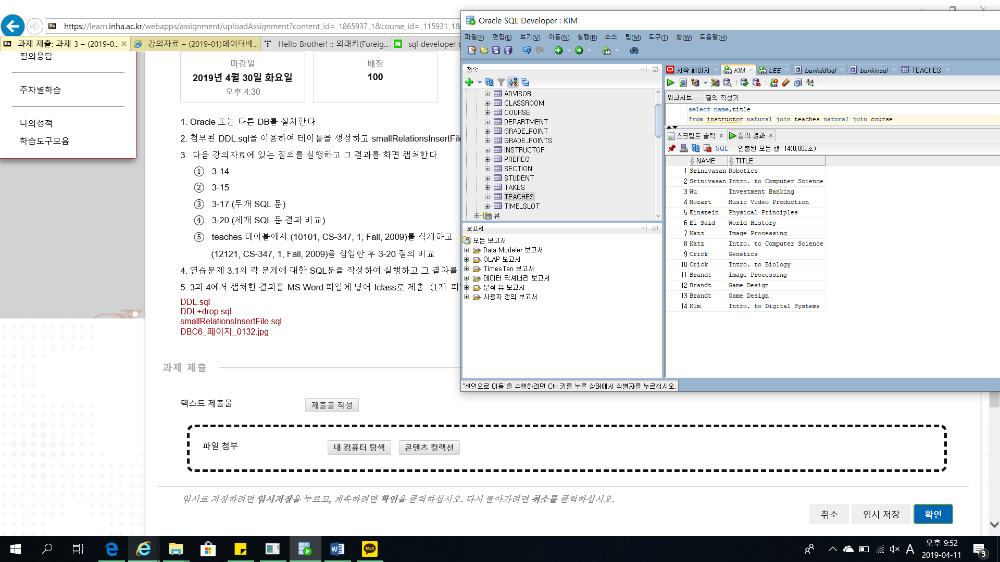 https://learn.inha.ac.kr/webapps/assignment/uploadAssignment?content_id=_1865937_1&course_id=_115931_1&
과제 제출: 과제 3 – (2019-0...
강의자료 – (2019-01)데이터베...
Hello Brother! :: 외래키(Foreig...
sql developer
질의응답
주차별학습
나의성적
학습도구모음
마감일
2019년 4월 30일 화요일
오후 4:30
배점
100
1. Oracle 또는 다른 DB를 설치한다
2. 첨부된 DDL.sql을 이용하여 테이블을 생성하고 smallRelationsInsertFile
3. 다음 강의자료에 있는 질의를 실행하고 그 결과를 화면 캡쳐한다.
① 3-14
② 3-15
③ 3-17 (두개 SQL 문)
④ 3-20 (세개 SQL 문 결과 비교)
⑤ teaches 테이블에서 (10101, CS-347, 1, Fall, 2009)를 삭제하고
(12121, CS-347, 1, Fall, 2009)을 삽입한 후 3-20 질의 비교
4. 연습문제 3.1의 각 문제에 대한 SQL문을 작성하여 실행하고 그 결과를
5. 3과 4에서 캡쳐한 결과를 MS Word 파일에 넣어 Iclass로 제출 (1개 파일
DDL.sql
DDL+drop.sql
smallRelationsInsertFile.sql
DBC6_페이지_0132.jpg
과제 제출
텍스트 제출물
제출물 작성
파일 첨부
내 컴퓨터 탐색
콘텐츠 컬렉션
임시로 저장하려면 임시저장을 누르고, 계속하려면 확인을 클릭하십시오. 다시 돌아가려면 취소를 클릭하십시오.
취소
임시 저장
확인
Oracle SQL Developer : KIM
파일(F) 편집(E) 보기(V) 이동(N) 실행(R) 소스 팀(M) 도구(T) 창(W) 도움말(H)
접속
ADVISOR
CLASSROOM
COURSE
DEPARTMENT
GRADE_POINT
GRADE_POINTS
INSTRUCTOR
PREREQ
SECTION
STUDENT
TAKES
TEACHES
TIME_SLOT
뷰
보고서
모든 보고서
Data Modeler 보고서
OLAP 보고서
TimesTen 보고서
데이터 딕셔너리 보고서
분석 뷰 보고서
사용자 정의 보고서
"선언으로 이동"을 수행하려면 Ctrl 키를 누른 상태에서 식별자를 누르십시오.
시작 페이지
KIM
LEE
bankddlsql
bankinsql
TEACHES
워크시트
질의 작성기
select name,title
from instructor natural join teaches natural join course
스크립트 출력
질의 결과
SQL
인출된 모든 행: 14(0,002초)
NAME TITLE
1 Srinivasan Robotics
2 Srinivasan Intro. to Computer Science
3 Wu Investment Banking
4 Mozart Music Video Production
5 Einstein Physical Principles
6 El Said World History
7 Katz Image Processing
8 Katz Intro. to Computer Science
9 Crick Genetics
10 Crick Intro. to Biology
11 Brandt Image Processing
12 Brandt Game Design
13 Brandt Game Design
14 Kim Intro. to Digital Systems
TALK
A
오후 9:52
2019-04-11
3